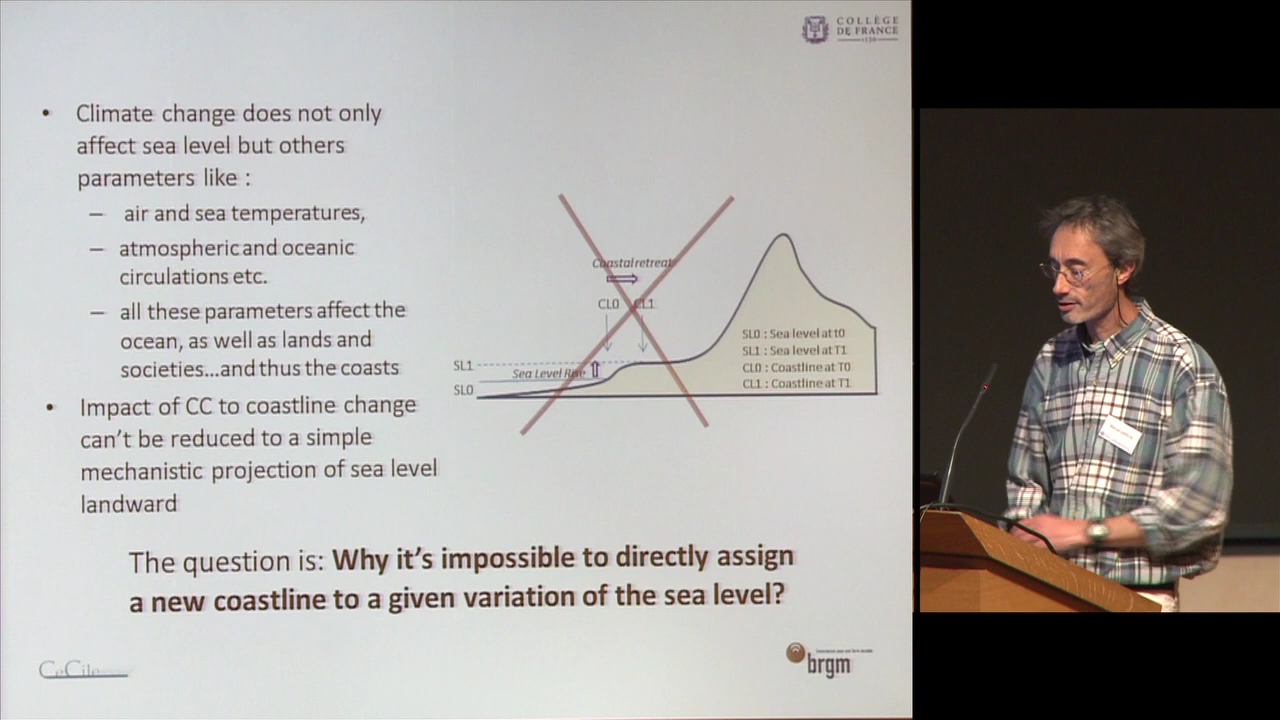 COLLÈGE
DE FRANCE
1530
• Climate change does not only
affect sea level but others
parameters like :
– air and sea temperatures,
– atmospheric and oceanic
circulations etc.
– all these parameters affect the
ocean, as well as lands and
societies...and thus the coasts
• Impact of CC to coastline change
can't be reduced to a simple
mechanistic projection of sea level
landward
Coastal retreat
CL0 CL1
SL1
Sea Level Rise
SL0
SL0 : Sea level at t0
SL1 : Sea level at T1
CL0 : Coastline at T0
CL1 : Coastline at T1
The question is: Why it's impossible to directly assign
a new coastline to a given variation of the sea level?
CeCile
brgm